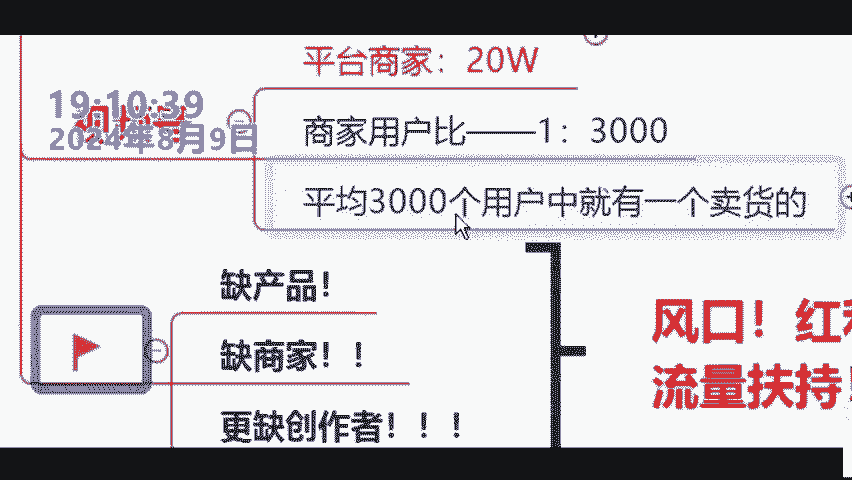 平台商家：20W
19:10:39
2024年8月9日
商家用户比——1：3000
平均3000个用户中就有一个卖货的
缺产品！
缺商家！！
更缺创作者！！！
风口！红
流量扶持！